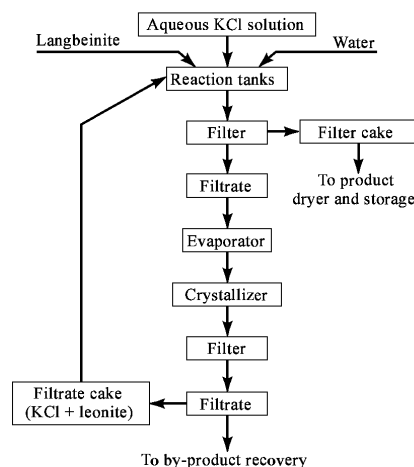 Aqueous KCl solution
Langbeinite
Water
Reaction tanks
Filter
Filter cake
Filtrate
To product
dryer and storage
Evaporator
Crystallizer
Filter
Filtrate cake
(KCl + leonite)
Filtrate
To by-product recovery